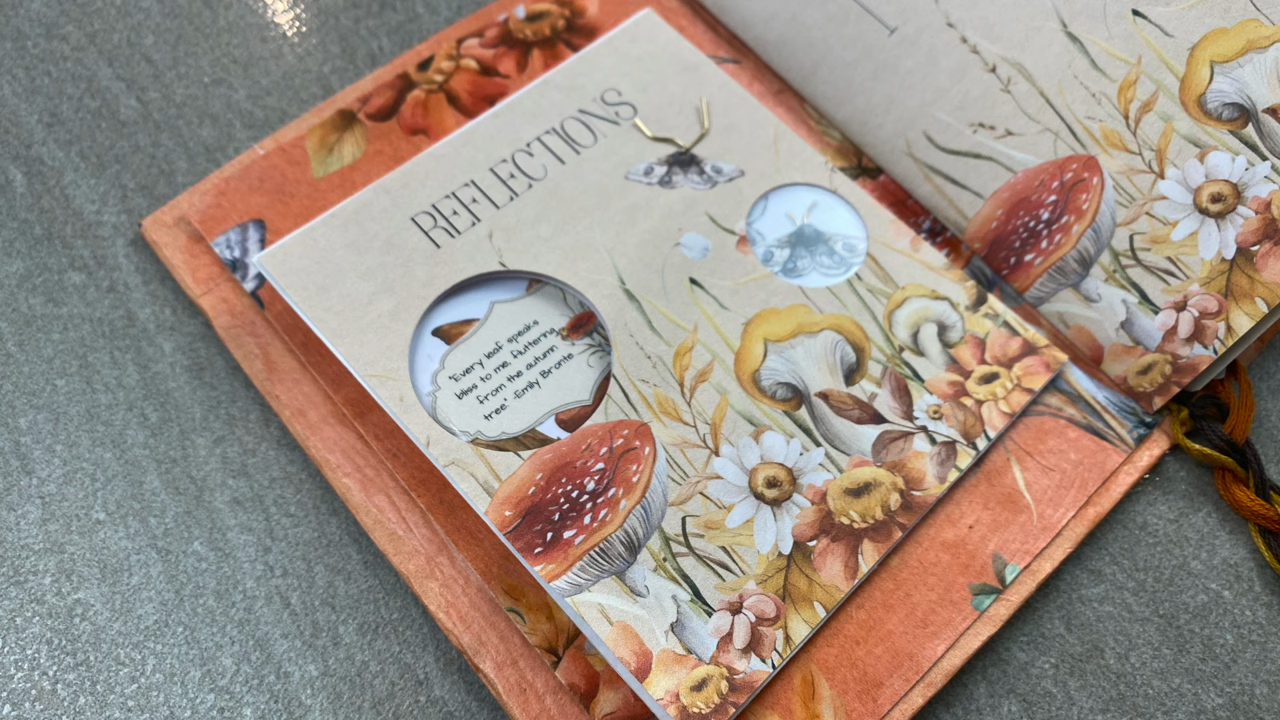 REFLECTIONS
"Every leaf speaks
bliss to me, fluttering
from the autumn
tree." -Emily Bronte